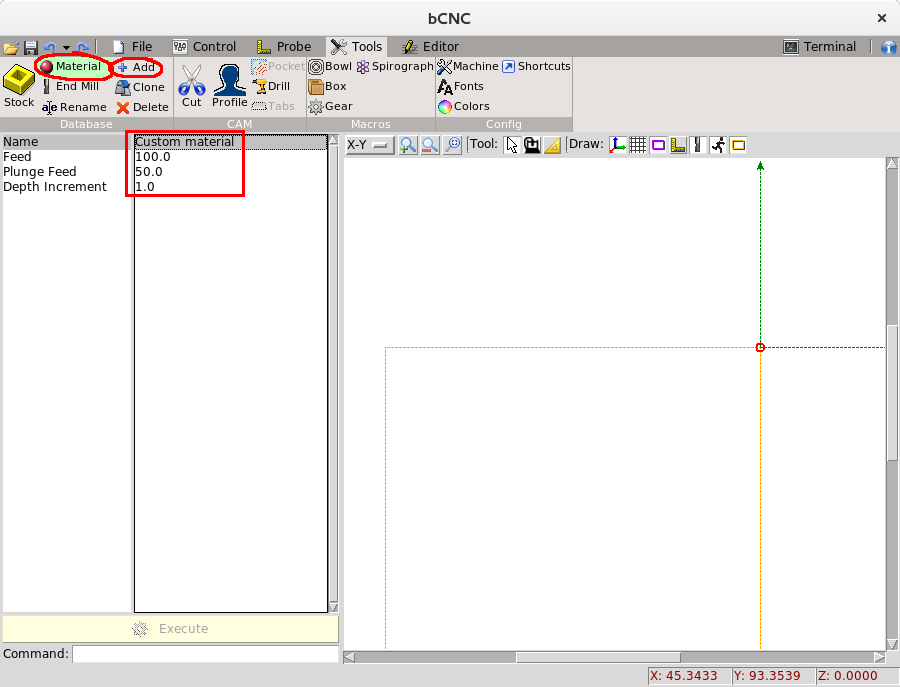 bCNC
File Control Probe Tools Editor Terminal
Material Add Pocket Bowl Spirograph Machine Shortcuts
End Mill Clone Drill Box Fonts
Stock Rename Delete Cut Profile Tabs Gear Colors
Database CAM Macros Config
Name Custom material X-Y Tool: Draw:
Feed 100.0
Plunge Feed 50.0
Depth Increment 1.0
Execute
Command:
X: 45.3433 Y: 93.3539 Z: 0.0000